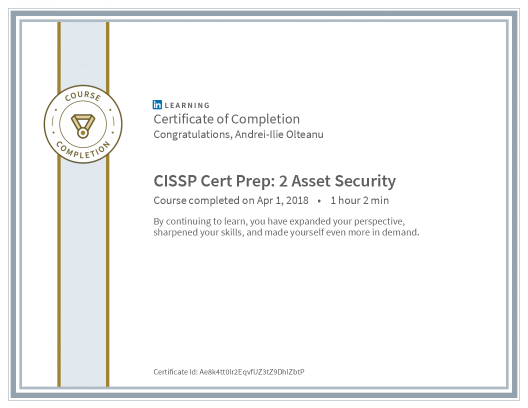 COURSE
COMPLETION
in LEARNING
Certificate of Completion
Congratulations, Andrei-Ilie Olteanu
CISSP Cert Prep: 2 Asset Security
Course completed on Apr 1, 2018 • 1 hour 2 min
By continuing to learn, you have expanded your perspective,
sharpened your skills, and made yourself even more in demand.
Certificate Id: